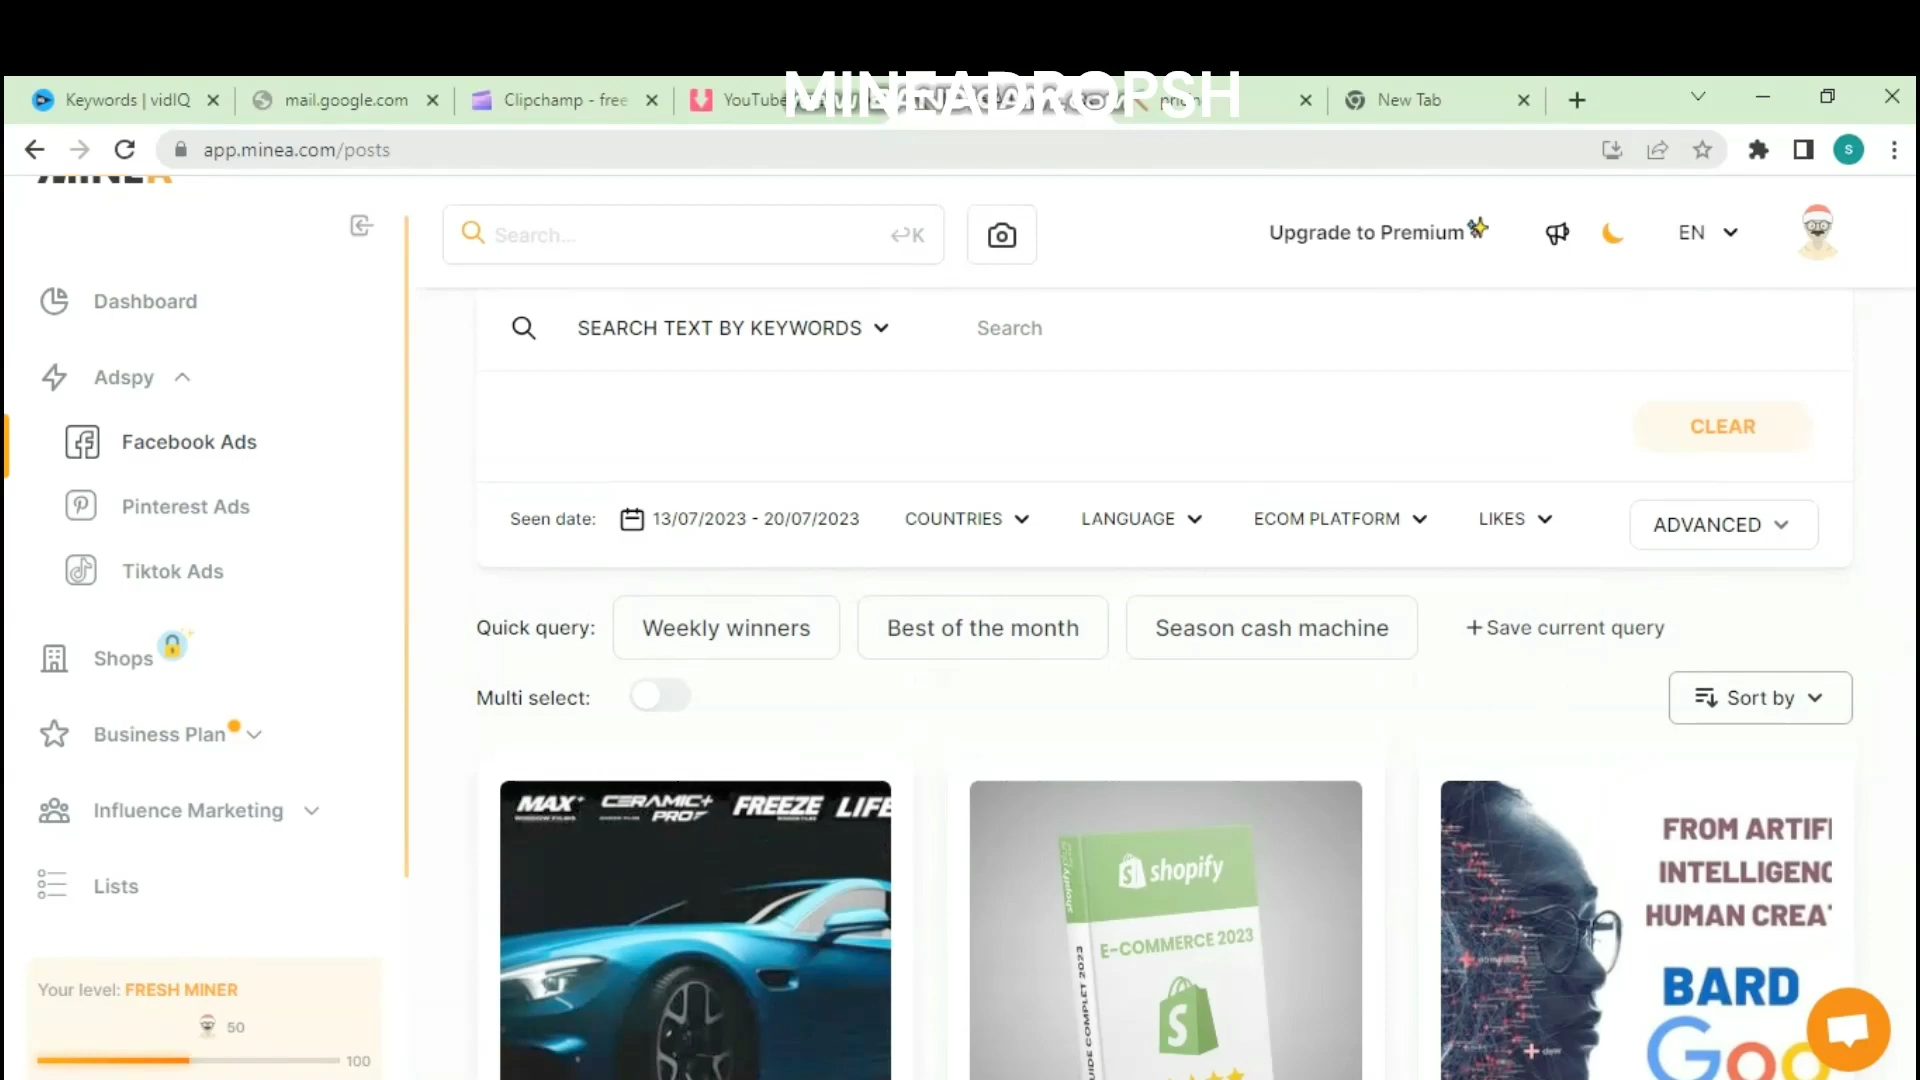 MINEADROPSH
Keywords | vidIQ
mail.google.com
Clipchamp - free
YouTube
New Tab
app.minea.com/posts
S
MINEA
Search...
K
Upgrade to Premium
EN
Dashboard
SEARCH TEXT BY KEYWORDS
Search
Adspy
CLEAR
Facebook Ads
Pinterest Ads
Seen date: 13/07/2023 - 20/07/2023 COUNTRIES LANGUAGE ECOM PLATFORM LIKES ADVANCED
Tiktok Ads
Quick query: Weekly winners Best of the month Season cash machine +Save current query
Shops
Multi select:
Sort by
Business Plan
Influence Marketing
Lists
Your level: FRESH MINER
50
100
MAX+ CERAMIC+ PRO FREEZE LIFE
shopify
E-COMMERCE 2023
S
FROM ARTIFI
INTELLIGENC
HUMAN CREA
BARD
Goo